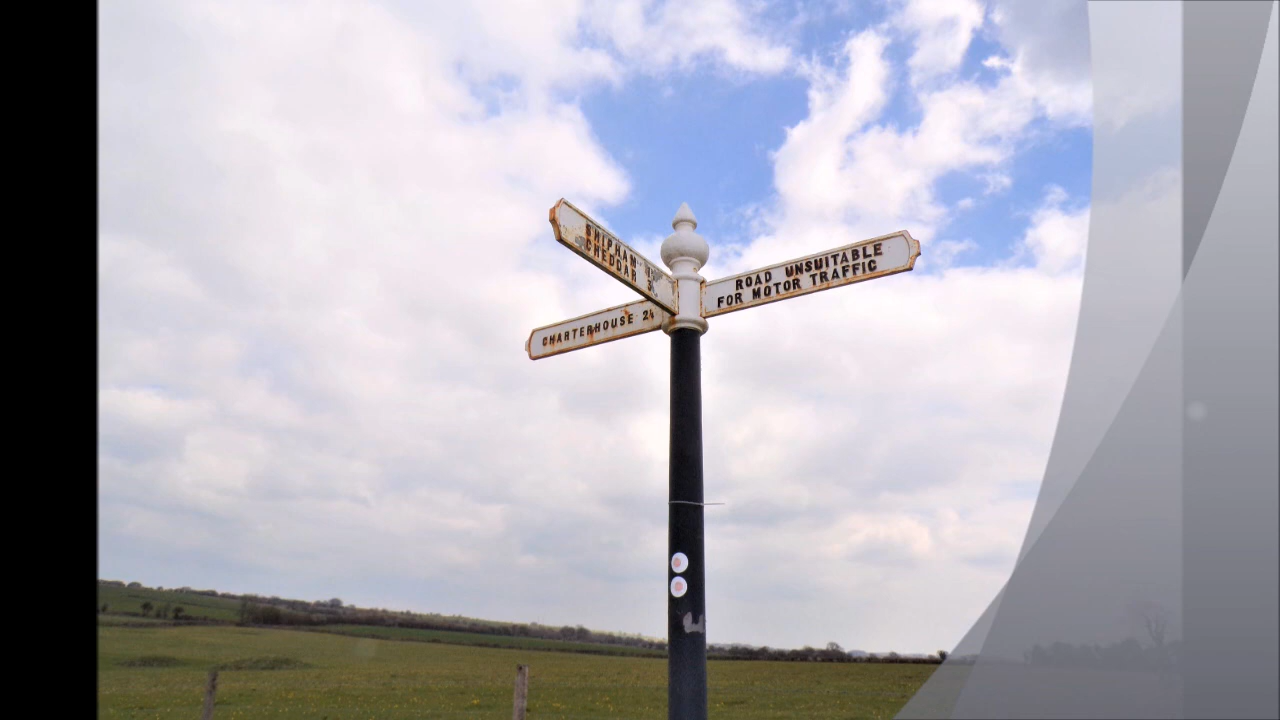 SHIPHAM
CHEDDAR
ROAD UNSUITABLE
FOR MOTOR TRAFFIC
CHARTERHOUSE 2¼